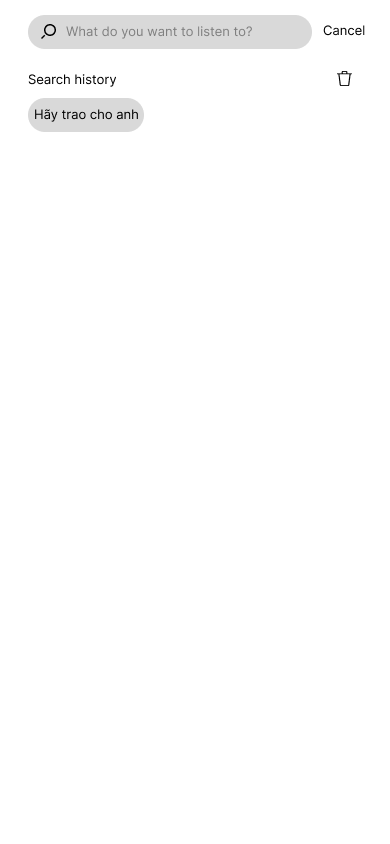 What do you want to listen to?
Cancel
Search history
Hãy trao cho anh